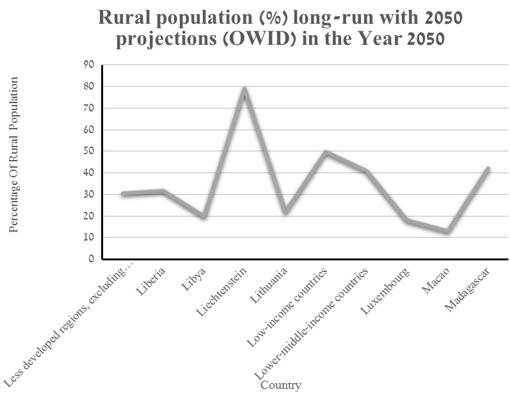 Rural population (%) long-run with 2050
projections (OWID) in the Year 2050
Percentage Of Rural Population
90
80
70
60
50
40
30
20
10
0
Less developed regions, excluding…
Liberia
Libya
Liechtenstein
Lithuania
Low-income countries
Lower-middle-income countries
Luxembourg
Macao
Madagascar
Country